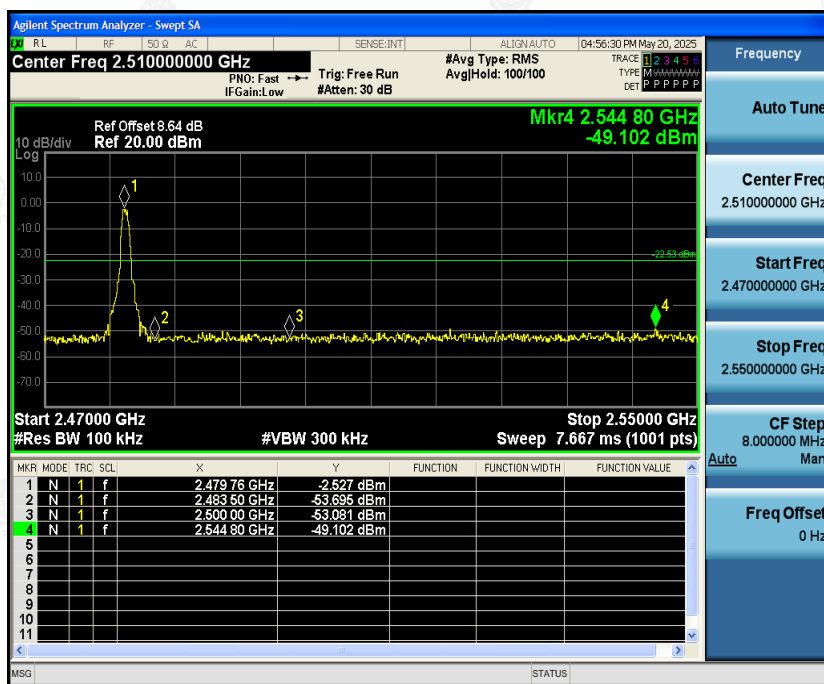 Agilent Spectrum Analyzer - Swept SA
LXI RL RF 50 Ω AC SENSE:INT ALIGN AUTO 04:56:30 PM May 20, 2025
Center Freq 2.510000000 GHz
PNO: Fast
IFGain:Low
Trig: Free Run
#Atten: 30 dB
#Avg Type: RMS
Avg|Hold: 100/100
TRACE 1 2 3 4 5 6
TYPE M WWWWW
DET P P P P P P
Mkr4 2.544 80 GHz
-49.102 dBm
Ref Offset 8.64 dB
10 dB/div Ref 20.00 dBm
Log
10.0
0.00
-10.0
-20.0
-30.0
-40.0
-50.0
-60.0
-70.0
1
2
3
4
-22.53 dBm
Start 2.47000 GHz Stop 2.55000 GHz
#Res BW 100 kHz #VBW 300 kHz Sweep 7.667 ms (1001 pts)
MKR MODE TRC SCL X Y FUNCTION FUNCTION WIDTH FUNCTION VALUE
1 N 1 f 2.479 76 GHz -2.527 dBm
2 N 1 f 2.483 50 GHz -53.695 dBm
3 N 1 f 2.500 00 GHz -53.081 dBm
4 N 1 f 2.544 80 GHz -49.102 dBm
5
6
7
8
9
10
11
MSG STATUS
Frequency
Auto Tune
Center Freq
2.510000000 GHz
Start Freq
2.470000000 GHz
Stop Freq
2.550000000 GHz
CF Step
8.000000 MHz
Auto Man
Freq Offset
0 Hz